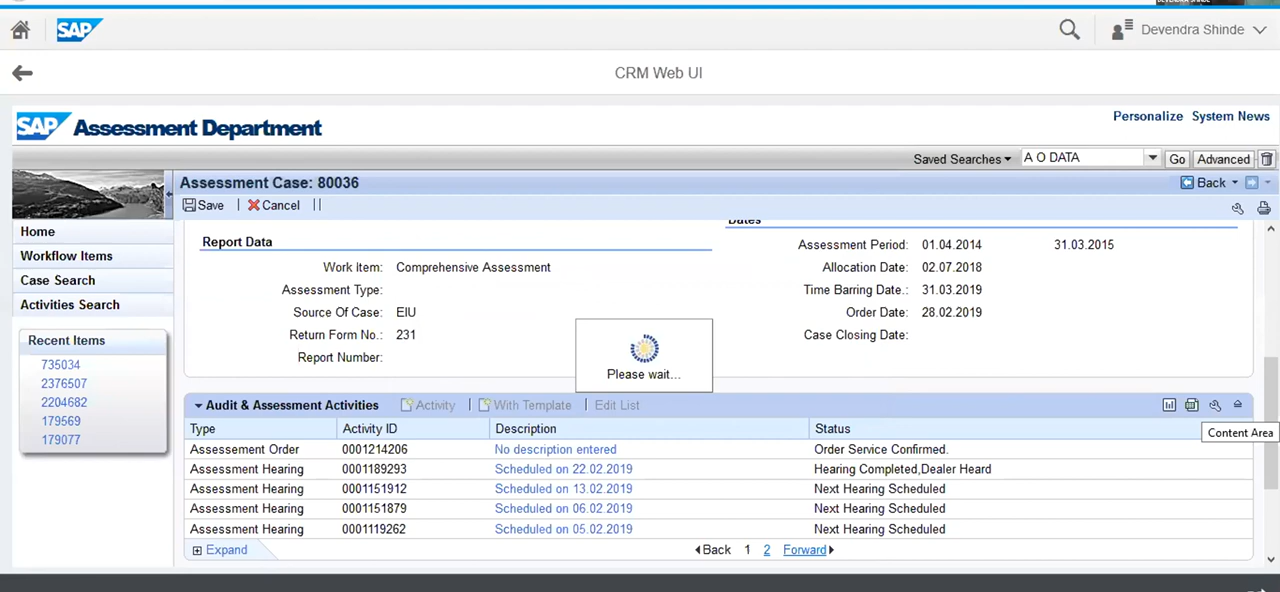 DEVENDRA SHINDE
SAP Devendra Shinde
CRM Web UI
SAP Assessment Department Personalize System News
Saved Searches A O DATA Go Advanced
Assessment Case: 80036 Back
Save | Cancel
Home
Workflow Items
Case Search
Activities Search
Recent Items
735034
2376507
2204682
179569
179077
Dates
Report Data
Work Item: Comprehensive Assessment
Assessment Type:
Source Of Case: EIU
Return Form No.: 231
Report Number:
Assessment Period: 01.04.2014 31.03.2015
Allocation Date: 02.07.2018
Time Barring Date.: 31.03.2019
Order Date: 28.02.2019
Case Closing Date:
Please wait...
Audit & Assessment Activities Activity | With Template | Edit List
Content Area
Type Activity ID Description Status
Assessement Order 0001214206 No description entered Order Service Confirmed.
Assessment Hearing 0001189293 Scheduled on 22.02.2019 Hearing Completed,Dealer Heard
Assessment Hearing 0001151912 Scheduled on 13.02.2019 Next Hearing Scheduled
Assessment Hearing 0001151879 Scheduled on 06.02.2019 Next Hearing Scheduled
Assessment Hearing 0001119262 Scheduled on 05.02.2019 Next Hearing Scheduled
Expand Back 1 2 Forward